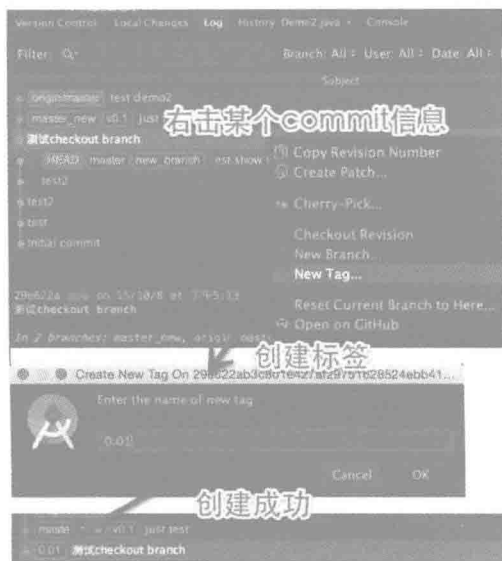 Version Control Local Changes Log History: Demo2.java × Console
Filter:
Branch: All User: All Date: All
Subject
origin/master test demo2
master_new v0.1 just
右击某个commit信息
测试checkout branch
HEAD master new_branch est show
test2
test2
test
Initial commit
Copy Revision Number
Create Patch...
Cherry-Pick...
Checkout Revision
New Branch...
New Tag...
Reset Current Branch to Here...
Open on GitHub
on 15/10/8 at
测试checkout branch
In 2 branches: master_new,
创建标签
Create New Tag On
Enter the name of new tag
0.01
Cancel OK
创建成功
v0.1 just test
0.01 测试checkout branch